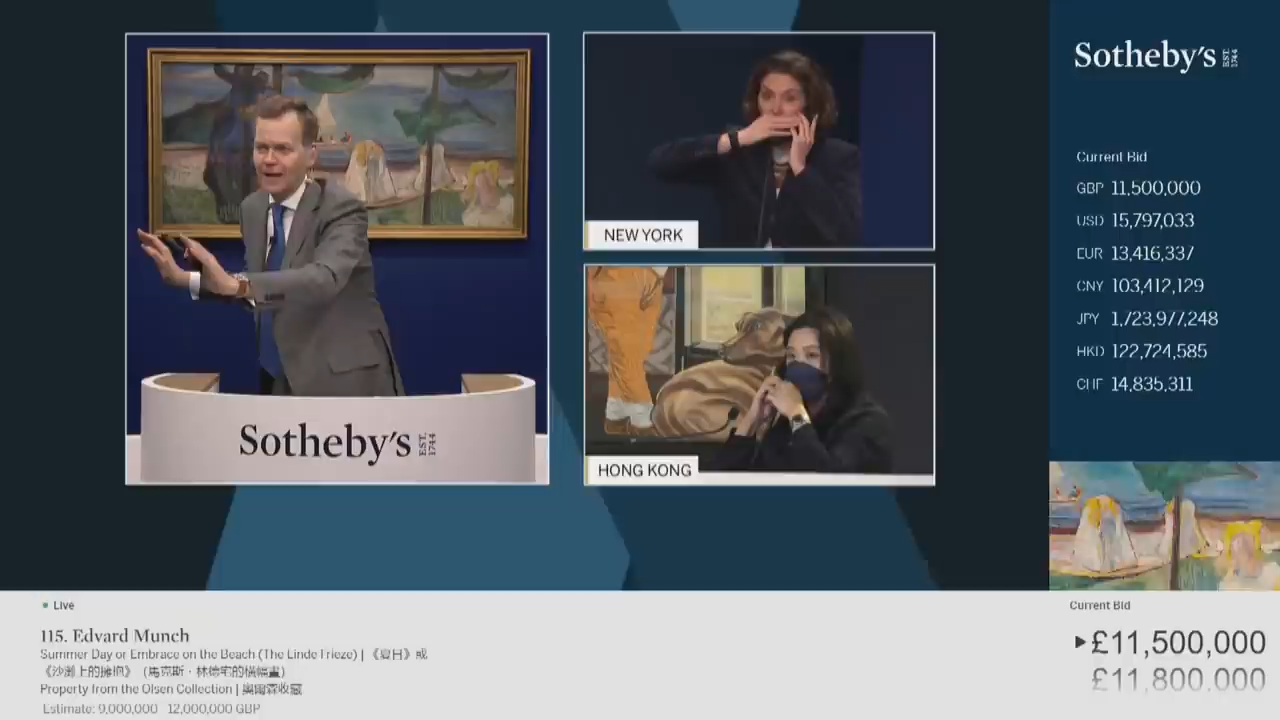 Sotheby's EST. 1744
NEW YORK
HONG KONG
Sotheby's EST. 1744
Current Bid
GBP 11,500,000
USD 15,797,033
EUR 13,416,337
CNY 103,412,129
JPY 1,723,977,248
HKD 122,724,585
CHF 14,835,311
Live
115. Edvard Munch
Summer Day or Embrace on the Beach (The Linde Frieze) | 《夏日》或
《沙灘上的擁抱》（馬克斯·林德宅的橫幅畫）
Property from the Olsen Collection | 奧爾森收藏
Estimate: 9,000,000 12,000,000 GBP
Current Bid
£11,500,000
£11,800,000